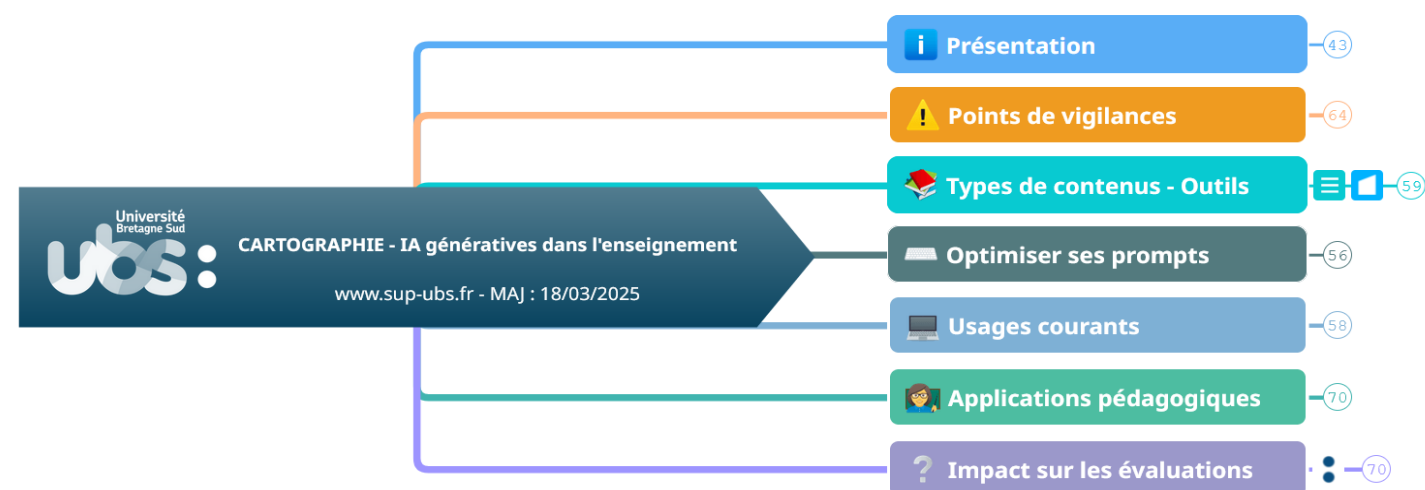 Présentation
43
Points de vigilances
64
Types de contenus - Outils
59
Université
Bretagne Sud
ubs:
CARTOGRAPHIE - IA génératives dans l'enseignement
www.sup-ubs.fr - MAJ : 18/03/2025
Optimiser ses prompts
56
Usages courants
58
Applications pédagogiques
70
Impact sur les évaluations
70